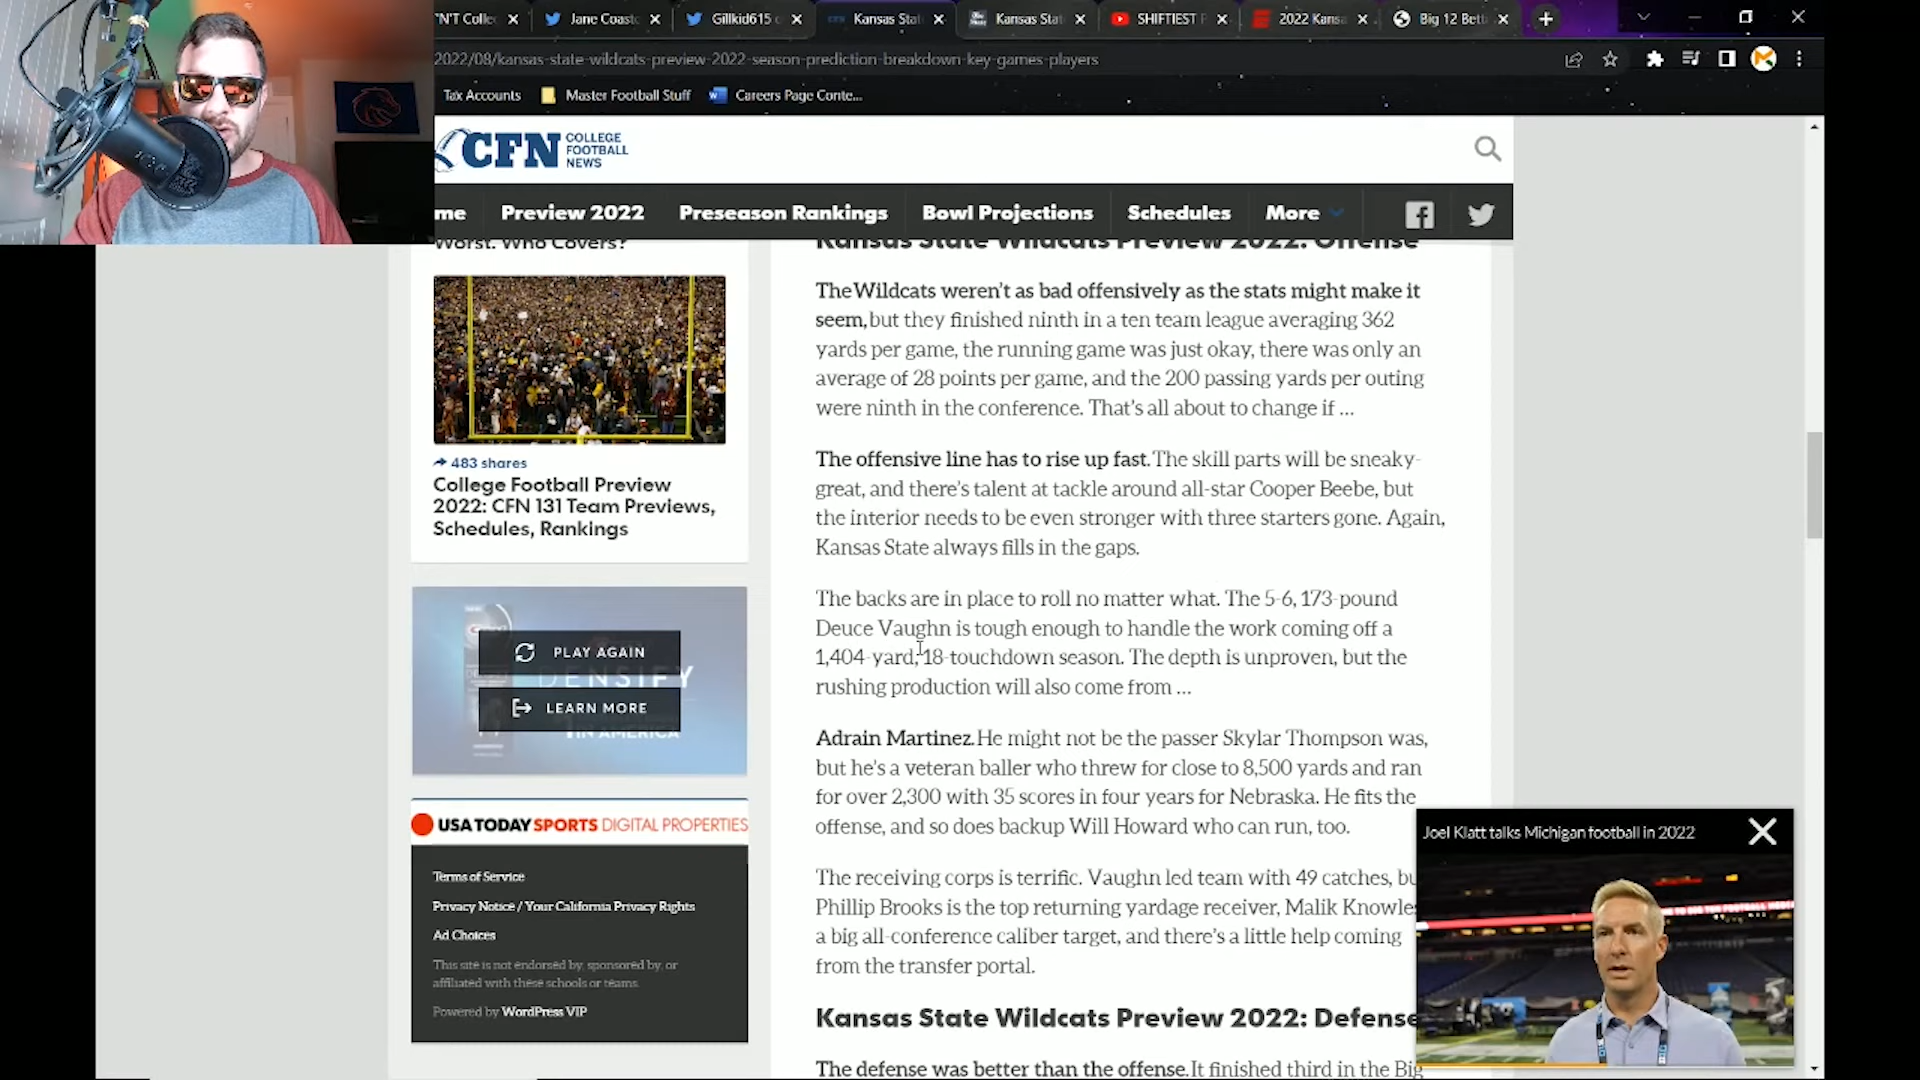 'N'T Colle
Jane Coast
Gillkid615 o
Kansas Stat
Kansas Stat
SHIFTIEST P
2022 Kansa
Big 12 Bett
2022/08/kansas-state-wildcats-preview-2022-season-prediction-breakdown-key-games-players
Tax Accounts
Master Football Stuff
Careers Page Conte...
CFN COLLEGE FOOTBALL NEWS
me
Preview 2022
Preseason Rankings
Bowl Projections
Schedules
More
Worst. Who Covers?
483 shares
College Football Preview
2022: CFN 131 Team Previews,
Schedules, Rankings
PLAY AGAIN
DENSIFY
LEARN MORE
IN AMERICA
USA TODAY SPORTS DIGITAL PROPERTIES
Terms of Service
Privacy Notice / Your California Privacy Rights
Ad Choices
This site is not endorsed by, sponsored by, or
affiliated with these schools or teams.
Powered by WordPress VIP
Kansas State Wildcats Preview 2022: Offense
The Wildcats weren't as bad offensively as the stats might make it
seem, but they finished ninth in a ten team league averaging 362
yards per game, the running game was just okay, there was only an
average of 28 points per game, and the 200 passing yards per outing
were ninth in the conference. That's all about to change if ...
The offensive line has to rise up fast. The skill parts will be sneaky-
great, and there's talent at tackle around all-star Cooper Beebe, but
the interior needs to be even stronger with three starters gone. Again,
Kansas State always fills in the gaps.
The backs are in place to roll no matter what. The 5-6, 173-pound
Deuce Vaughn is tough enough to handle the work coming off a
1,404-yard, 18-touchdown season. The depth is unproven, but the
rushing production will also come from ...
Adrain Martinez. He might not be the passer Skylar Thompson was,
but he's a veteran baller who threw for close to 8,500 yards and ran
for over 2,300 with 35 scores in four years for Nebraska. He fits the
offense, and so does backup Will Howard who can run, too.
The receiving corps is terrific. Vaughn led team with 49 catches, bu
Phillip Brooks is the top returning yardage receiver, Malik Knowle
a big all-conference caliber target, and there's a little help coming
from the transfer portal.
Kansas State Wildcats Preview 2022: Defense
The defense was better than the offense. It finished third in the Big
Joel Klatt talks Michigan football in 2022